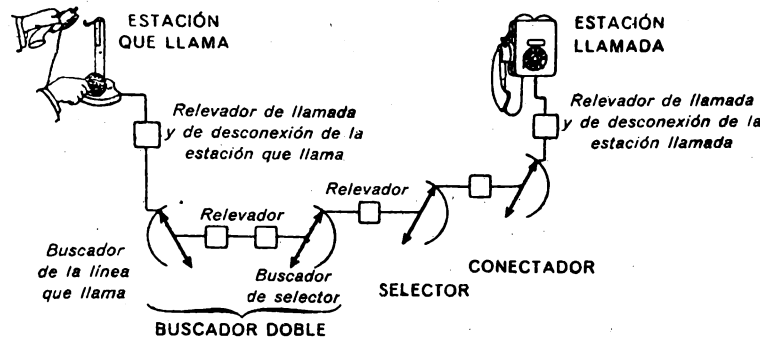 ESTACIÓN
QUE LLAMA
ESTACIÓN
LLAMADA
Relevador de llamada
y de desconexión de la
estación que llama
Relevador de llamada
y de desconexión de la
estación llamada
Relevador
Relevador
Buscador
de la línea
que llama
Buscador
de selector
SELECTOR
CONECTADOR
BUSCADOR DOBLE